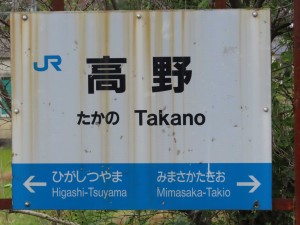 JR
高野
たかの Takano
ひがしつやま みまさかたきお
Higashi-Tsuyama Mimasaka-Takio